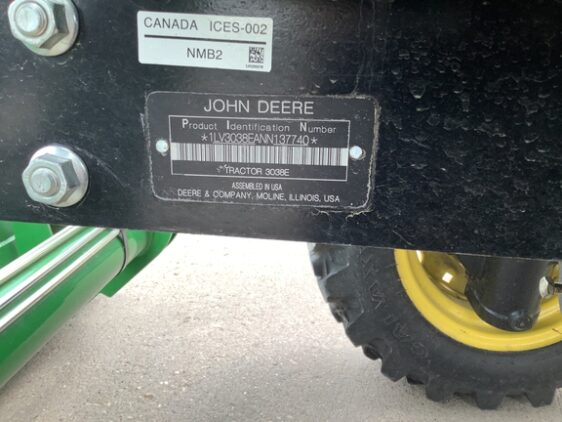 CANADA ICES-002
NMB2
JOHN DEERE
Product Identification Number
*1LV3038EANN137740*
*TRACTOR 3038E
ASSEMBLED IN USA
DEERE & COMPANY, MOLINE, ILLINOIS, USA